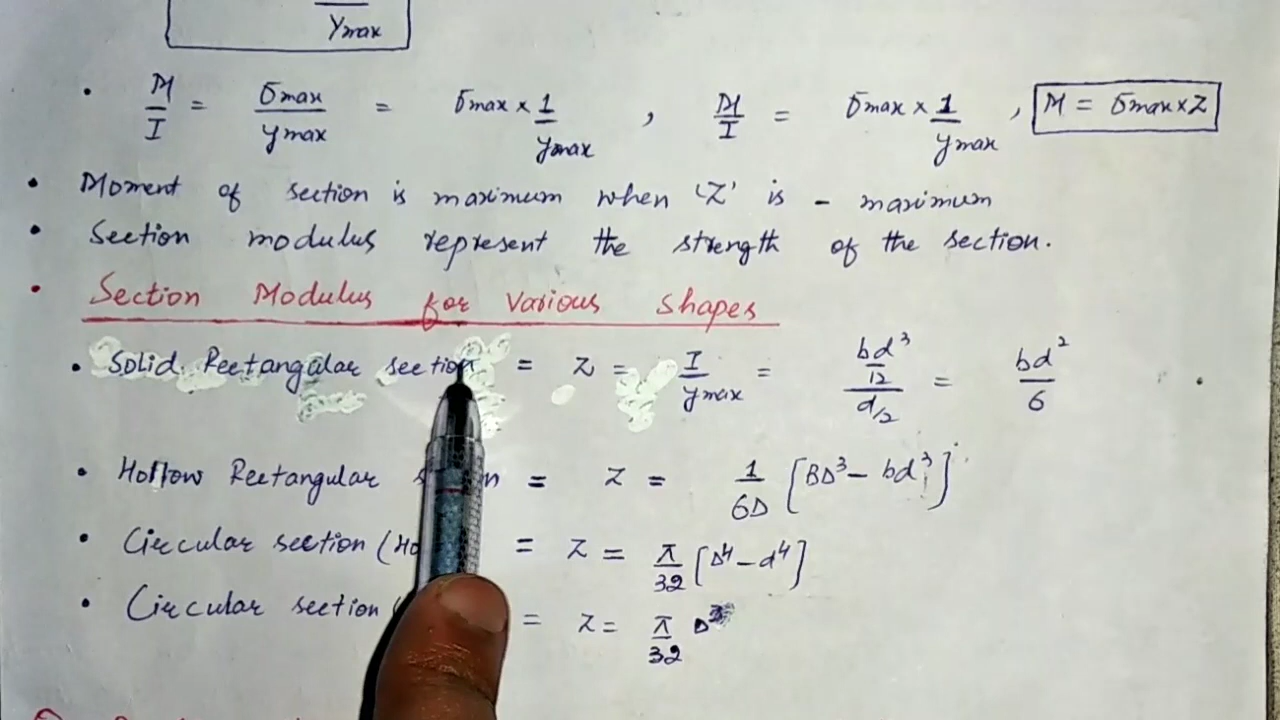 Ymax
• M/I = σmax/ymax = σmax × 1/ymax , M/I = σmax × 1/ymax , M = σmax × Z
• Moment of section is maximum when 'Z' is - maximum
• Section modulus represent the strength of the section.
• Section Modulus for Various Shapes
• Solid Rectangular section = Z = I/ymax = (bd³/12)/(d/2) = bd²/6
• Hollow Rectangular = Z = 1/6D [BD³ - bd³]
• Circular section (Ho = Z = π/32 [D⁴ - d⁴]
• Circular section ( = Z = π/32 D³